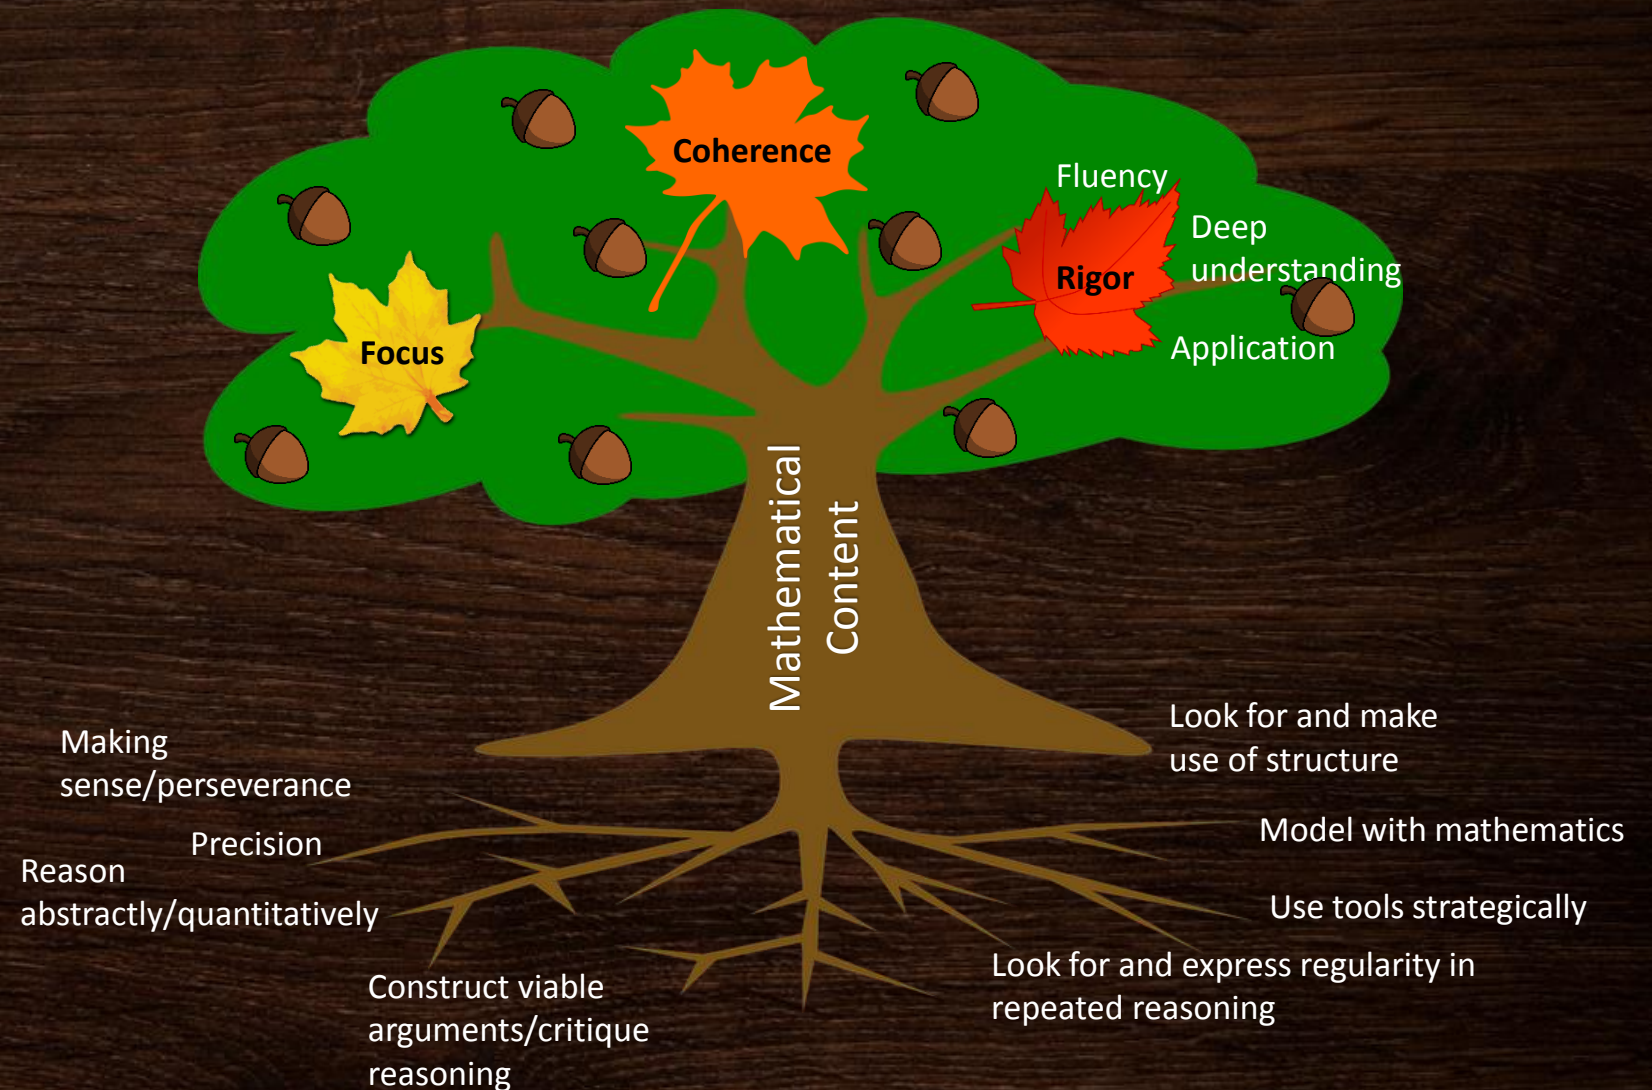 Coherence
Fluency
Deep
understanding
Rigor
Application
Focus
Mathematical
Content
Making
sense/perseverance
Precision
Reason
abstractly/quantitatively
Construct viable
arguments/critique
reasoning
Look for and make
use of structure
Model with mathematics
Use tools strategically
Look for and express regularity in
repeated reasoning